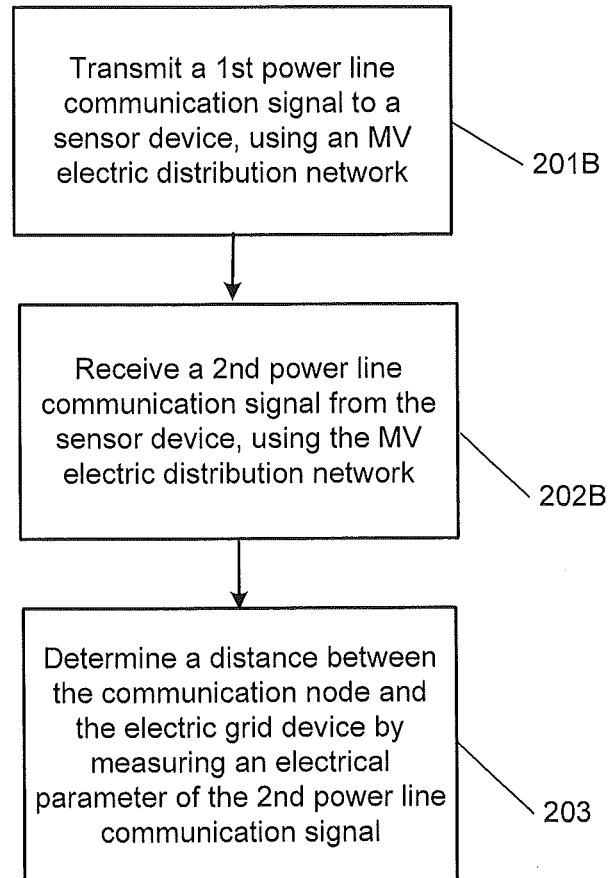 Transmit a 1st power line
communication signal to a
sensor device, using an MV
electric distribution network
201B
Receive a 2nd power line
communication signal from the
sensor device, using the MV
electric distribution network
202B
Determine a distance between
the communication node and
the electric grid device by
measuring an electrical
parameter of the 2nd power line
communication signal
203